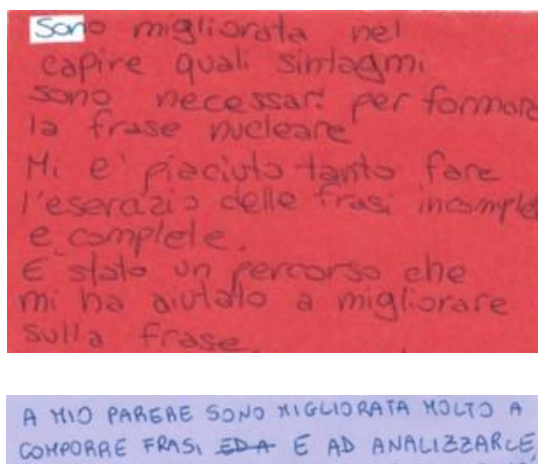 Sono migliorata nel
capire quali sintagmi
sono necessari per formare
la frase nucleare
Mi e' piaciuto tanto fare
l'esercizio delle frasi incomplet
e complete.
E' stato un percorso che
mi ha aiutato a migliorare
sulla frase.
A MIO PARERE SONO MIGLIORATA MOLTO A
COMPORRE FRASI EDA E AD ANALIZZARLE,